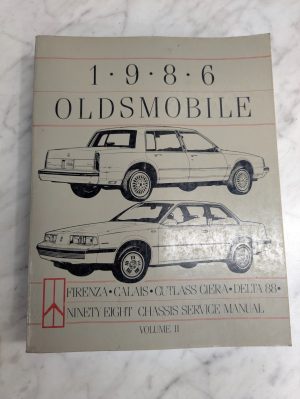 1·9·8·6
OLDSMOBILE
FIRENZA·CALAIS·CUTLASS CIERA·DELTA 88·
NINETY EIGHT CHASSIS SERVICE MANUAL
VOLUME II